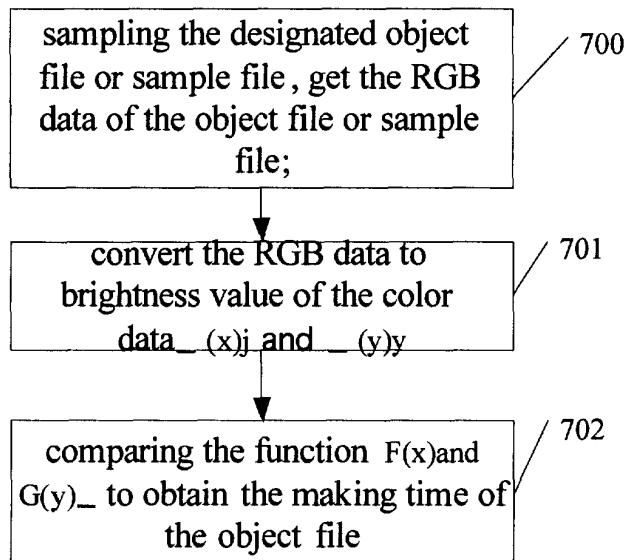 sampling the designated object
file or sample file , get the RGB
data of the object file or sample
file;
700
convert the RGB data to
brightness value of the color
data_ (x)j and _ (y)y
701
comparing the function F(x)and
G(y)_ to obtain the making time of
the object file
702